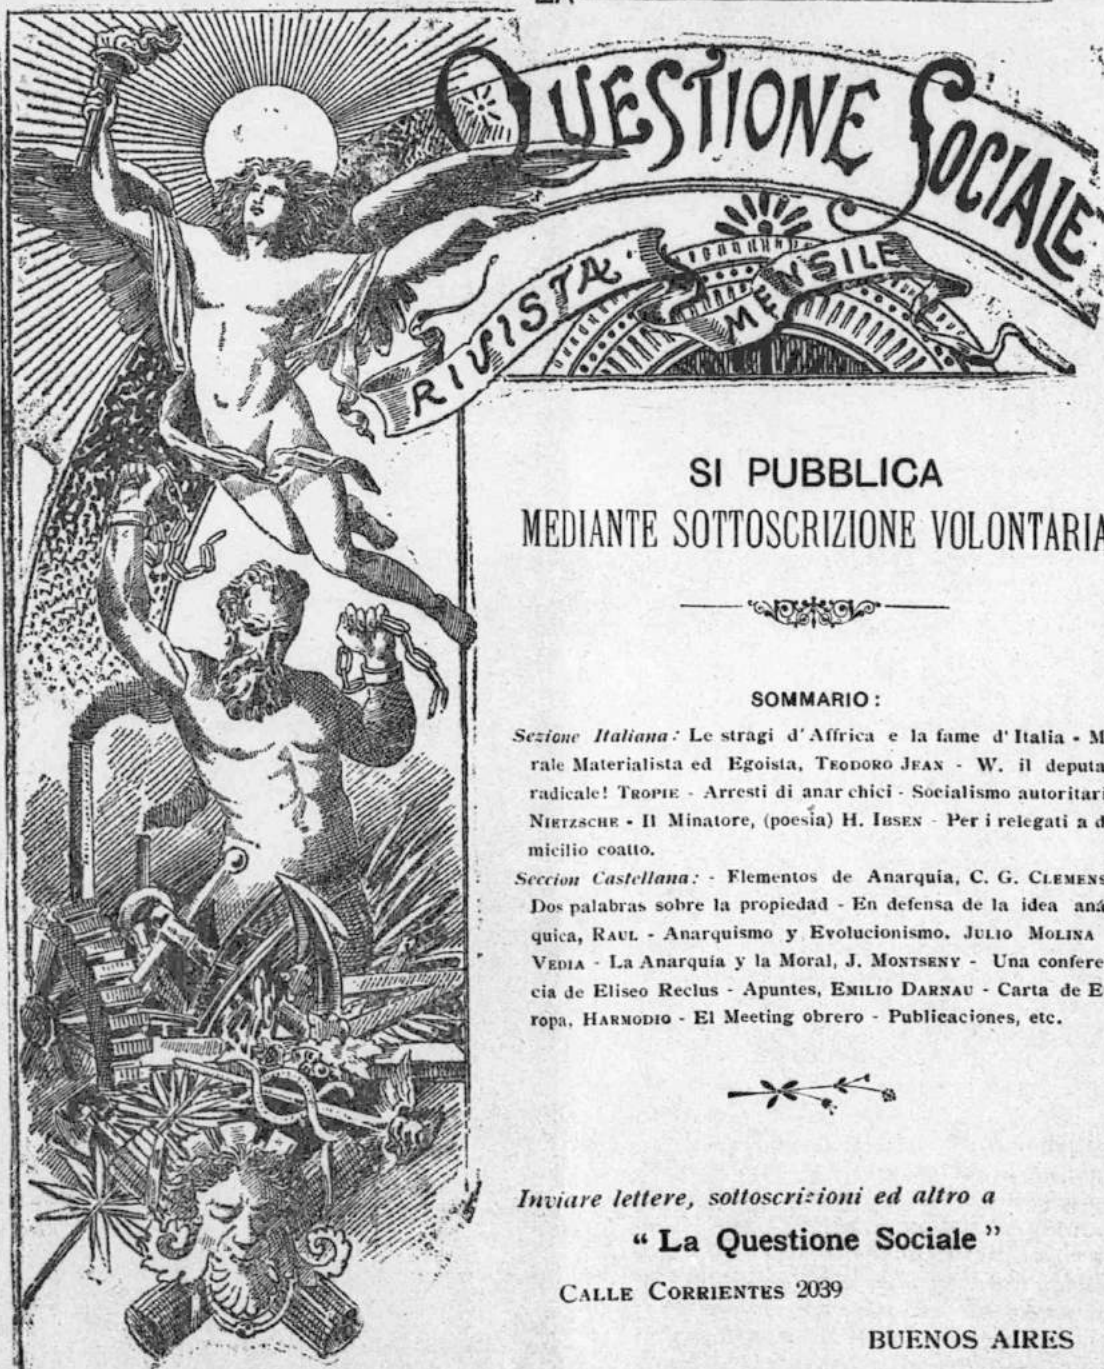 LA
QUESTIONE SOCIALE
RIVISTA MENSILE
SI PUBBLICA
MEDIANTE SOTTOSCRIZIONE VOLONTARIA
SOMMARIO:
Sezione Italiana: Le stragi d'Affrica e la fame d'Italia - M
rale Materialista ed Egoista, TEODORO JEAN - W. il deputa
radicale! TROPIE - Arresti di anarchici - Socialismo autoritari
NIETZSCHE - Il Minatore, (poesia) H. IBSEN - Per i relegati a d
micilio coatto.
Seccion Castellana: - Elementos de Anarquía, C. G. CLEMENS
Dos palabras sobre la propiedad - En defensa de la idea aná
quica, RAUL - Anarquismo y Evolucionismo. JULIO MOLINA
VEDIA - La Anarquía y la Moral, J. MONTSENY - Una confere
cia de Eliseo Reclus - Apuntes, EMILIO DARNAU - Carta de E
ropa, HARMODIO - El Meeting obrero - Publicaciones, etc.
Inviare lettere, sottoscrizioni ed altro a
“ La Questione Sociale ”
CALLE CORRIENTES 2039
BUENOS AIRES